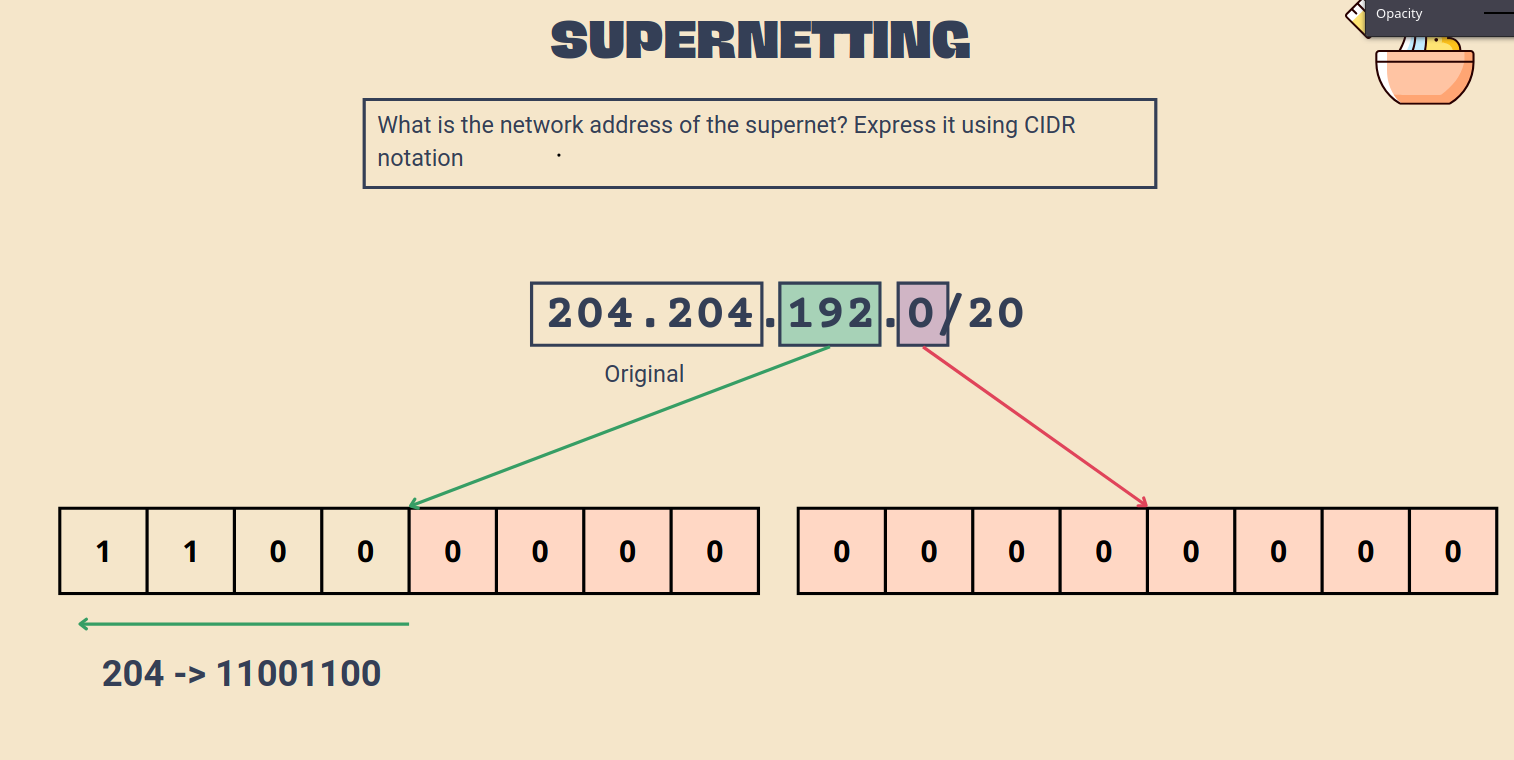 Opacity
SUPERNETTING
What is the network address of the supernet? Express it using CIDR
notation
204.204.192.0/20
Original
1 1 0 0 0 0 0 0 0 0 0 0 0 0 0 0
204 -> 11001100